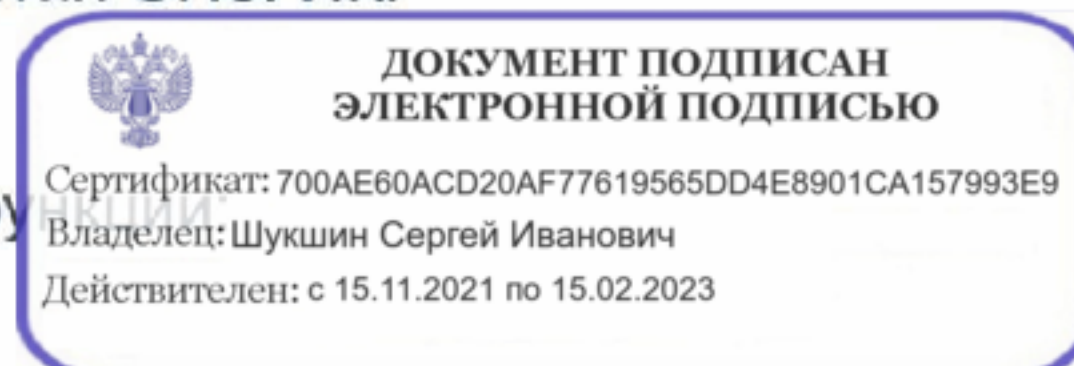 ДОКУМЕНТ ПОДПИСАН
ЭЛЕКТРОННОЙ ПОДПИСЬЮ
Сертификат: 700AE60ACD20AF77619565DD4E8901CA157993E9
Владелец: Шукшин Сергей Иванович
Действителен: с 15.11.2021 по 15.02.2023